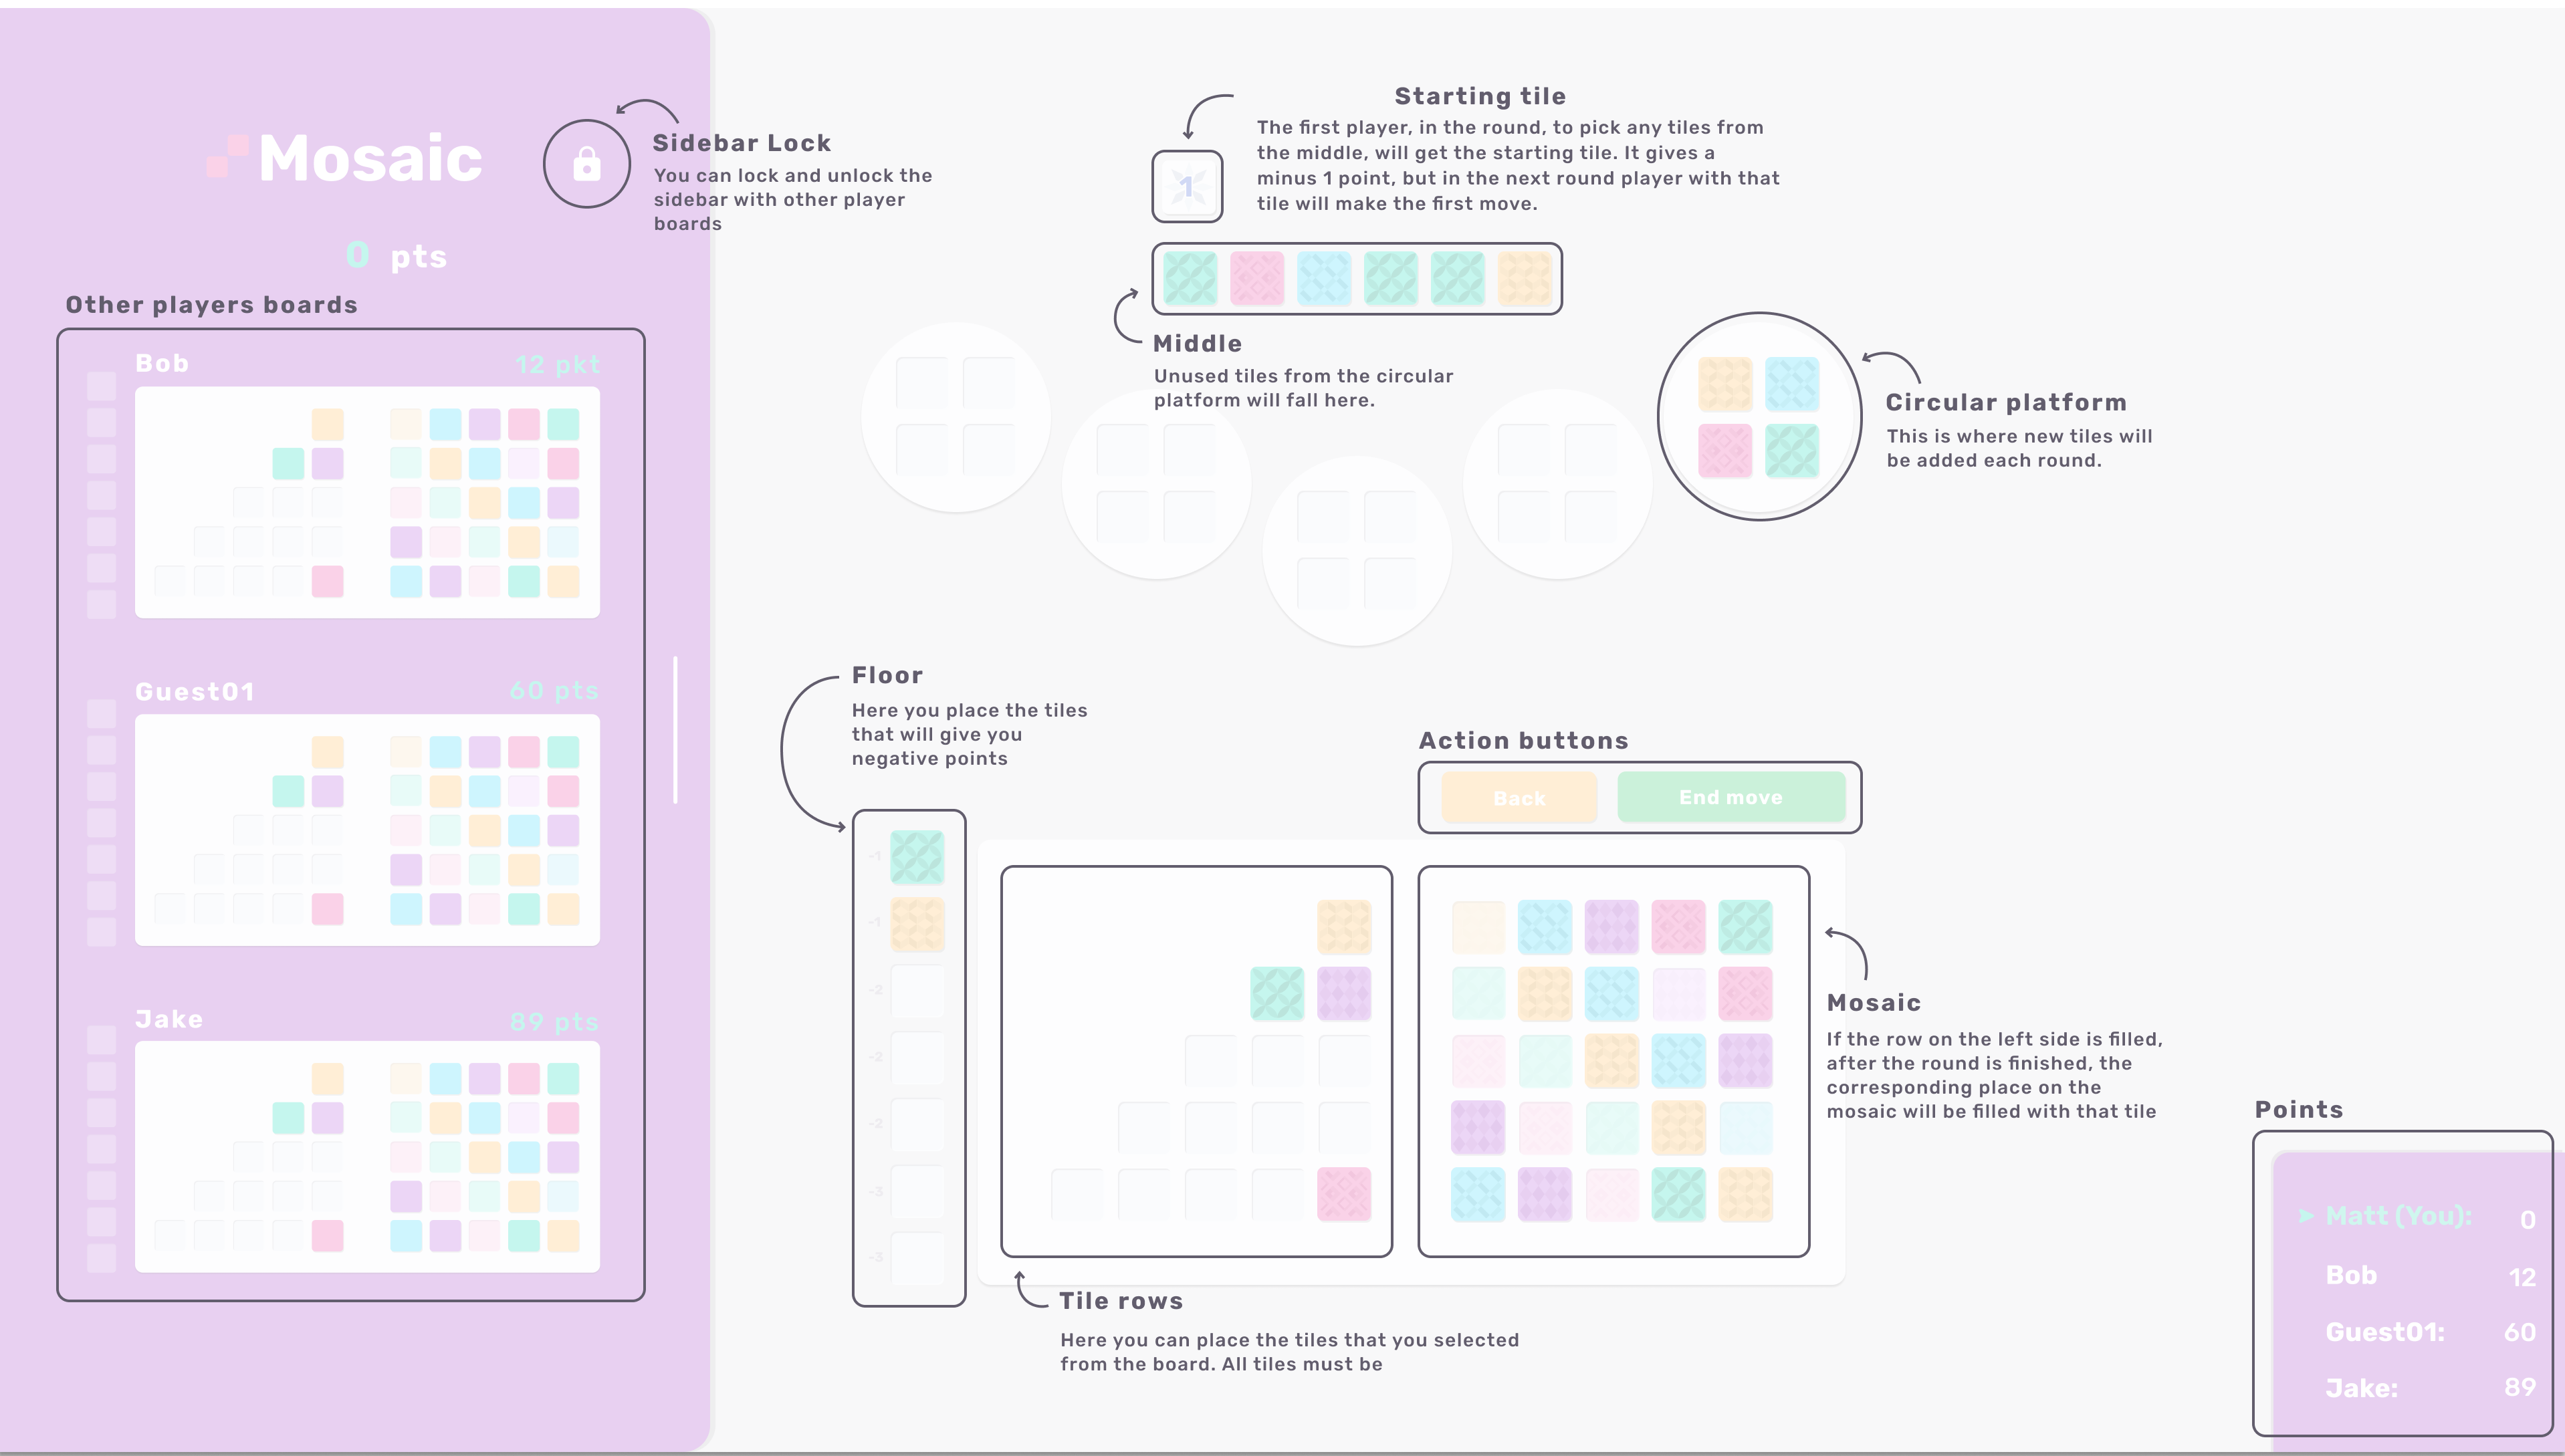 Mosaic
0 pts
Sidebar Lock
You can lock and unlock the
sidebar with other player
boards
Other players boards
Bob 12 pkt
Guest01 60 pts
Jake 89 pts
Starting tile
The first player, in the round, to pick any tiles from
the middle, will get the starting tile. It gives a
minus 1 point, but in the next round player with that
tile will make the first move.
1
Middle
Unused tiles from the circular
platform will fall here.
Circular platform
This is where new tiles will
be added each round.
Floor
Here you place the tiles
that will give you
negative points
-1
-1
-2
-2
-2
-3
-3
Action buttons
Back
End move
Mosaic
If the row on the left side is filled,
after the round is finished, the
corresponding place on the
mosaic will be filled with that tile
Tile rows
Here you can place the tiles that you selected
from the board. All tiles must be
Points
Matt (You): 0
Bob 12
Guest01: 60
Jake: 89